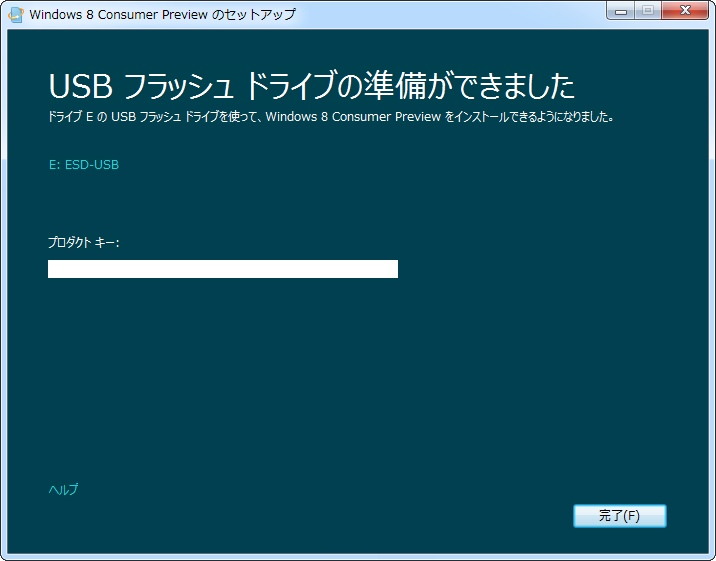 Windows 8 Consumer Preview のセットアップ
USB フラッシュ ドライブの準備ができました
ドライブ E の USB フラッシュ ドライブを使って、Windows 8 Consumer Preview をインストールできるようになりました。
E: ESD-USB
プロダクト キー:
ヘルプ
完了(F)